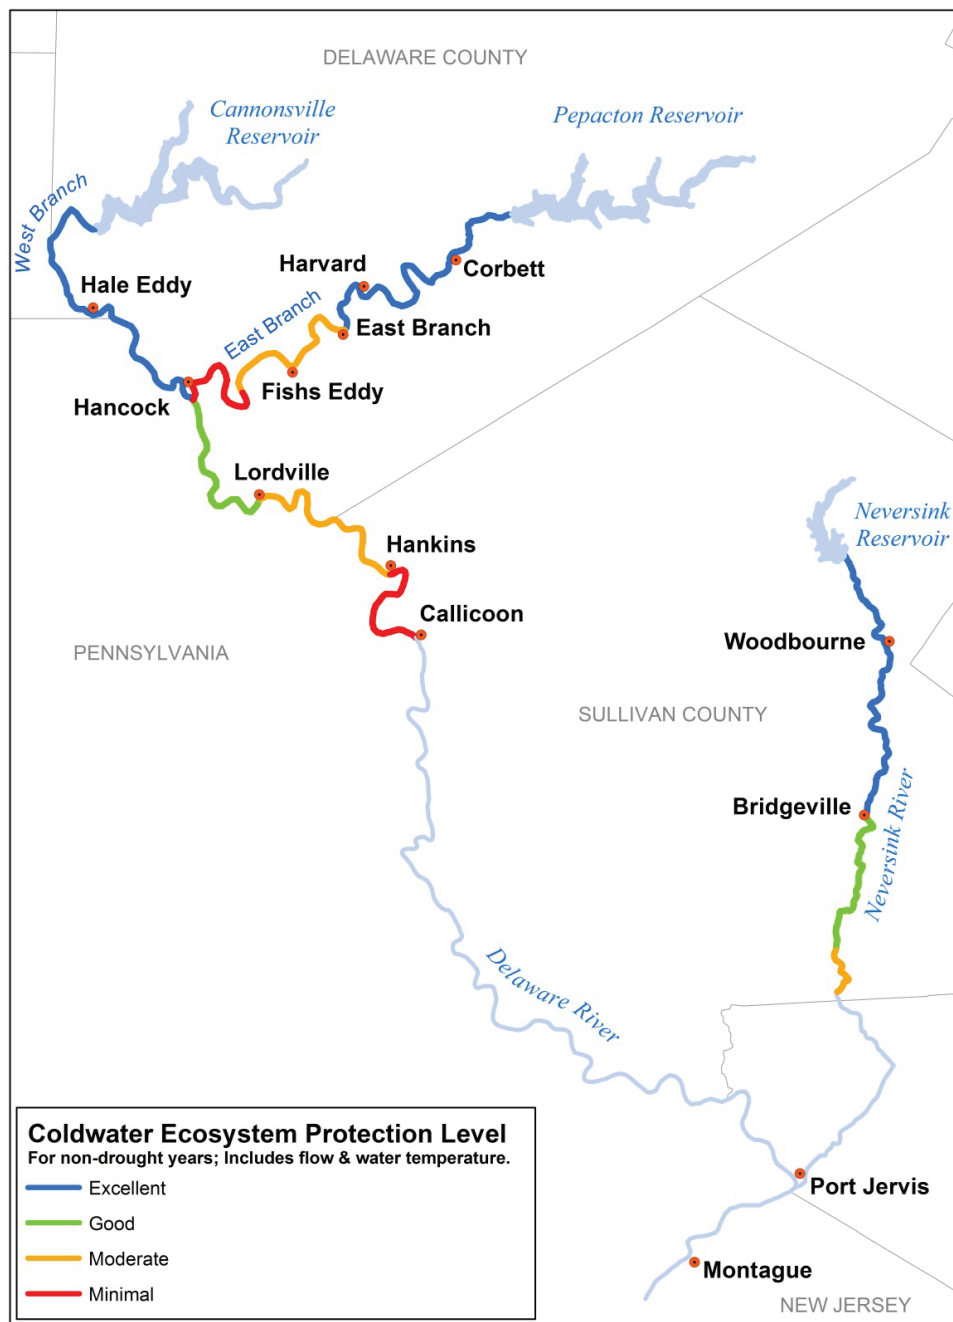 DELAWARE COUNTY
Cannonsville
Reservoir
Pepacton Reservoir
West Branch
Harvard
Corbett
Hale Eddy
East Branch
East Branch
Fishs Eddy
Hancock
Lordville
Neversink
Reservoir
Hankins
Callicoon
Woodbourne
PENNSYLVANIA
SULLIVAN COUNTY
Bridgeville
Neversink River
Delaware River
Port Jervis
Montague
NEW JERSEY
Coldwater Ecosystem Protection Level
For non-drought years; Includes flow & water temperature.
Excellent
Good
Moderate
Minimal